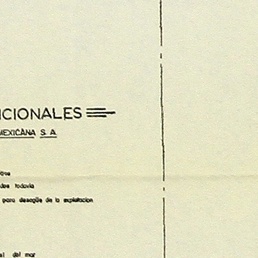 CIONALES
MEXICANA S. A.
todavia
para desagüe de la explotacion
del mar